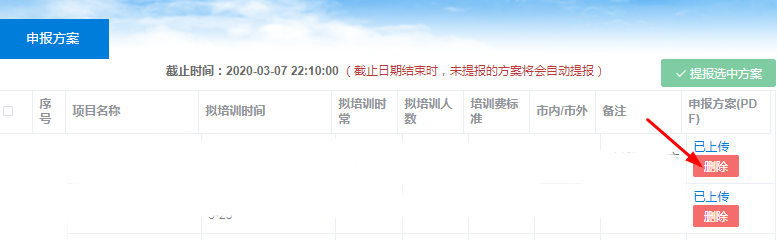 申报方案
截止时间：2020-03-07 22:10:00 （ 截止日期结束时，未提报的方案将会自动提报 ）
✓ 提报选中方案
序号 项目名称 拟培训时间 拟培训时常 拟培训人数 培训费标准 市内/市外 备注 申报方案(PDF)
已上传
删除
已上传
删除